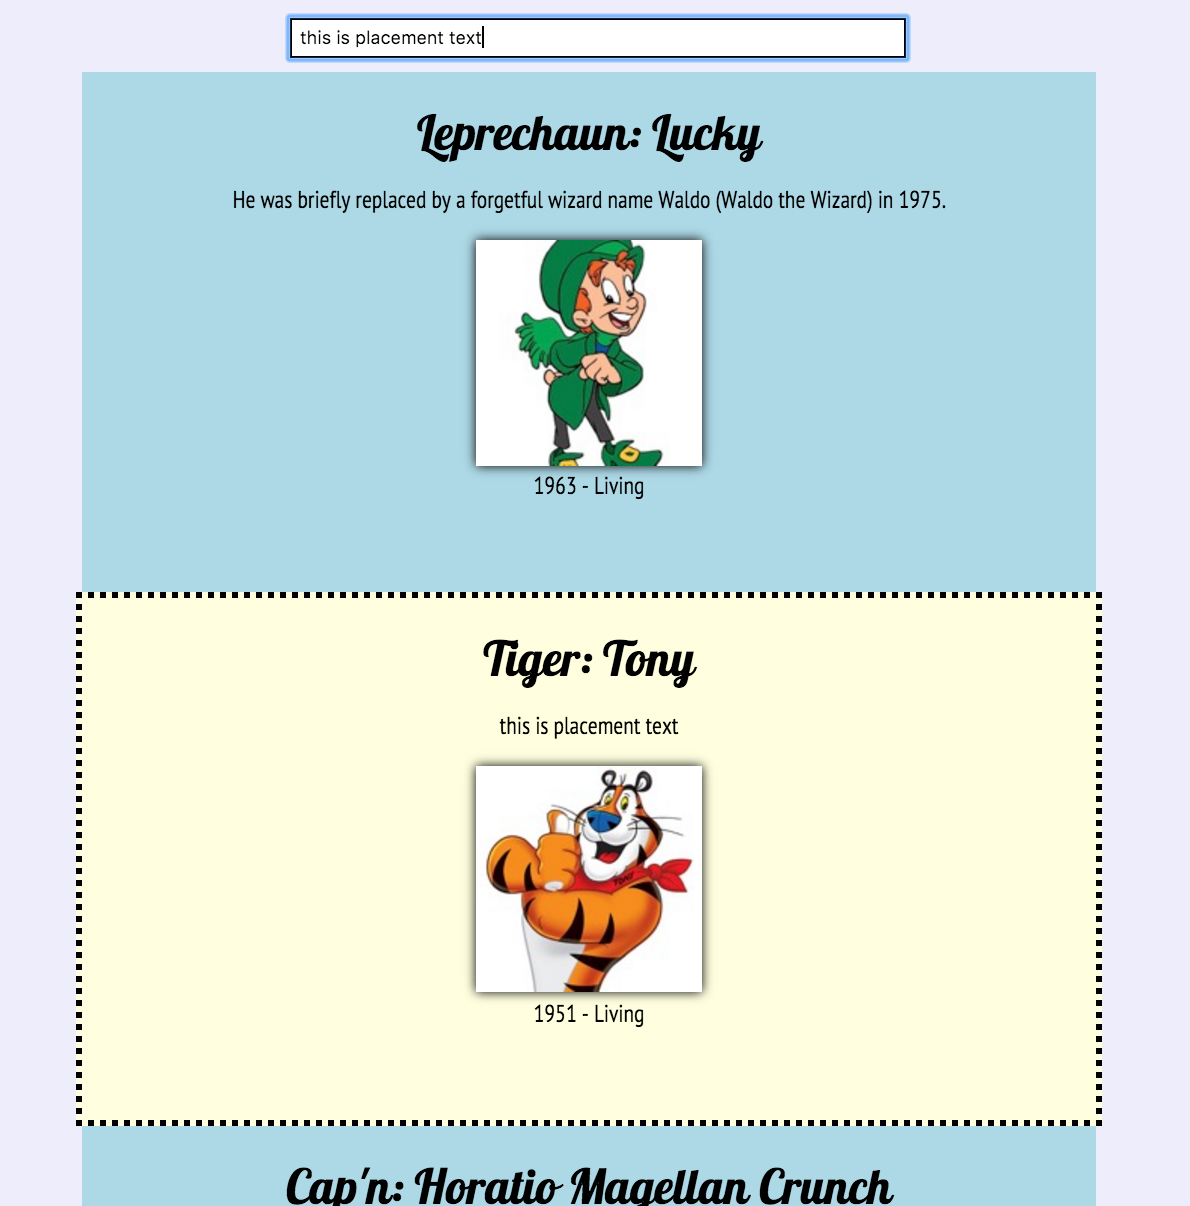 this is placement text
Leprechaun: Lucky
He was briefly replaced by a forgetful wizard name Waldo (Waldo the Wizard) in 1975.
1963 - Living
Tiger: Tony
this is placement text
TONY
1951 - Living
Cap'n: Horatio Magellan Crunch